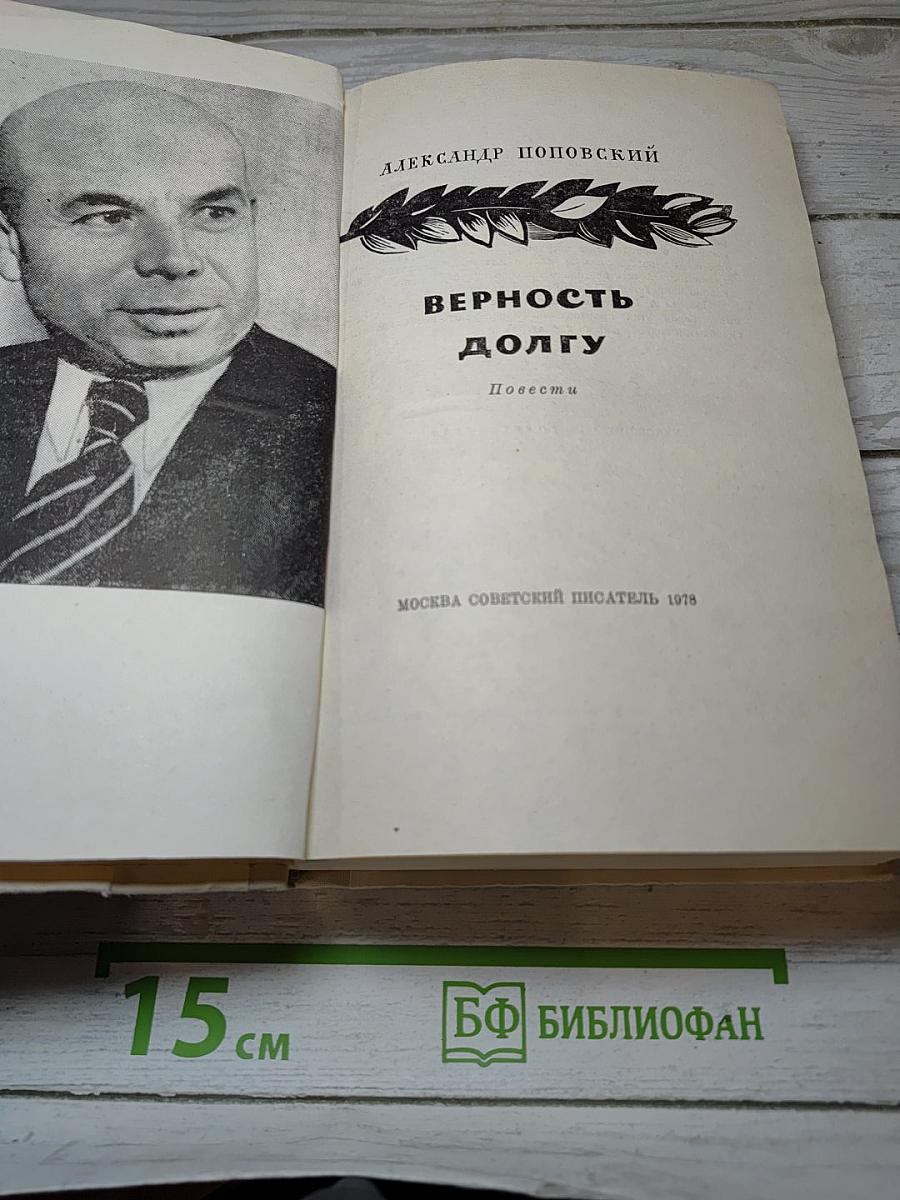 АЛЕКСАНДР ПОПОВСКИЙ
ВЕРНОСТЬ
ДОЛГУ
Повести
МОСКВА СОВЕТСКИЙ ПИСАТЕЛЬ 1978
15 см
БФ БИБЛИОФАН